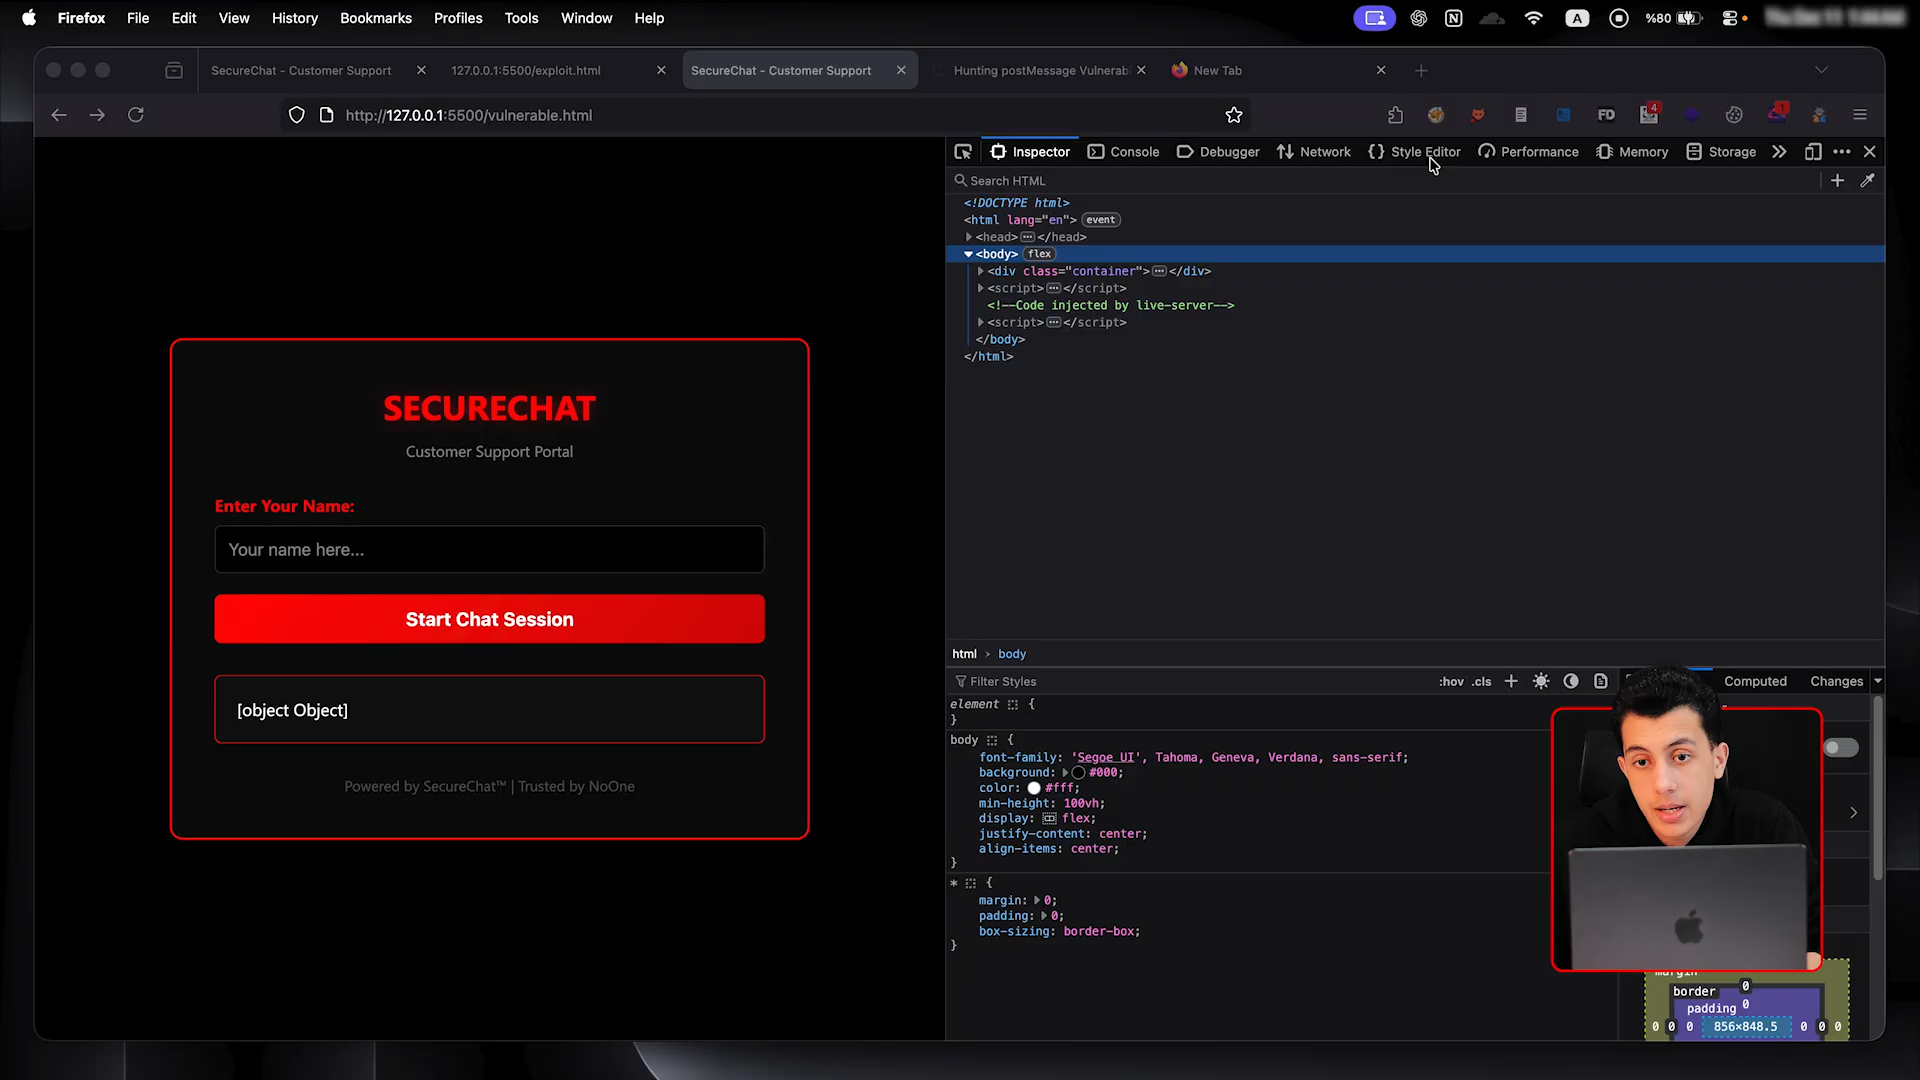 Firefox File Edit View History Bookmarks Profiles Tools Window Help A %80
SecureChat - Customer Support 127.0.0.1:5500/exploit.html SecureChat - Customer Support Hunting postMessage Vulnerabi New Tab
http://127.0.0.1:5500/vulnerable.html 4 FD 1
Inspector Console Debugger Network Style Editor Performance Memory Storage
Search HTML
<!DOCTYPE html>
<html lang="en"> event
<head> </head>
<body> flex
<div class="container"> </div>
<script> </script>
<!--Code injected by live-server-->
<script> </script>
</body>
</html>
SECURECHAT
Customer Support Portal
Enter Your Name:
Your name here...
Start Chat Session
[object Object]
Powered by SecureChat™ | Trusted by NoOne
html › body
Filter Styles :hov .cls Computed Changes
element {
}
body {
font-family: 'Segoe UI', Tahoma, Geneva, Verdana, sans-serif;
background: #000;
color: #fff;
min-height: 100vh;
display: flex;
justify-content: center;
align-items: center;
}
* {
margin: 0;
padding: 0;
box-sizing: border-box;
}
margin
border 0
padding 0
0 0 0 856×848.5 0 0 0